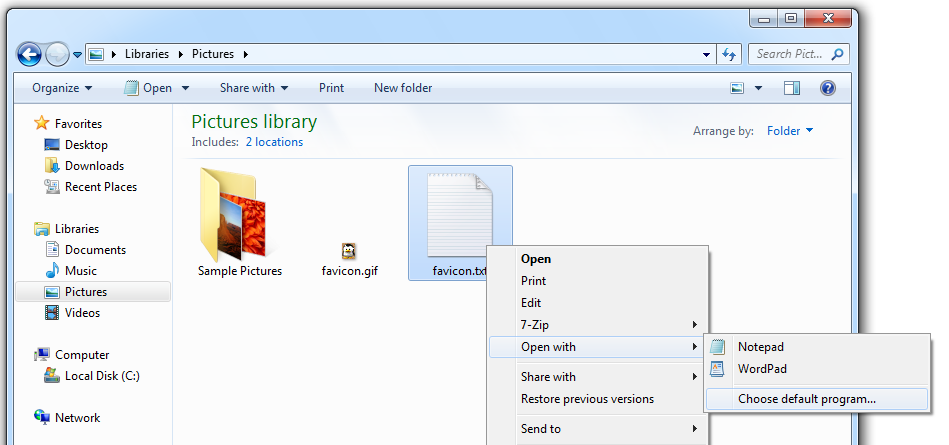 Libraries Pictures
Search Pict...
Organize Open Share with Print New folder
Favorites
Desktop
Downloads
Recent Places
Libraries
Documents
Music
Pictures
Videos
Computer
Local Disk (C:)
Network
Pictures library
Includes: 2 locations
Arrange by: Folder
Sample Pictures
favicon.gif
favicon.txt
Open
Print
Edit
7-Zip
Open with
Share with
Restore previous versions
Send to
Notepad
WordPad
Choose default program...